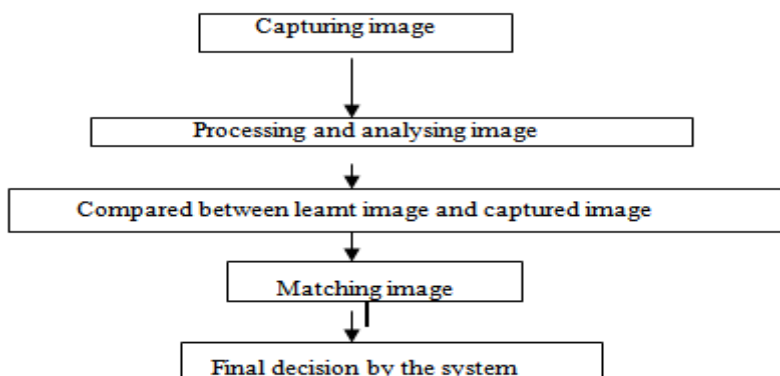 Capturing image
Processing and analysing image
Compared between learnt image and captured image
Matching image
Final decision by the system